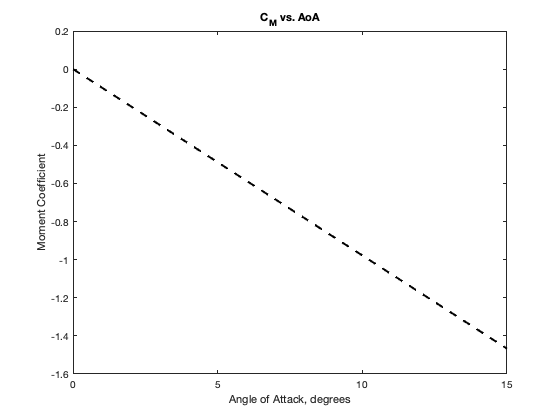 C_M vs. AoA
Moment Coefficient
0.2
0
-0.2
-0.4
-0.6
-0.8
-1
-1.2
-1.4
-1.6
0 5 10 15
Angle of Attack, degrees